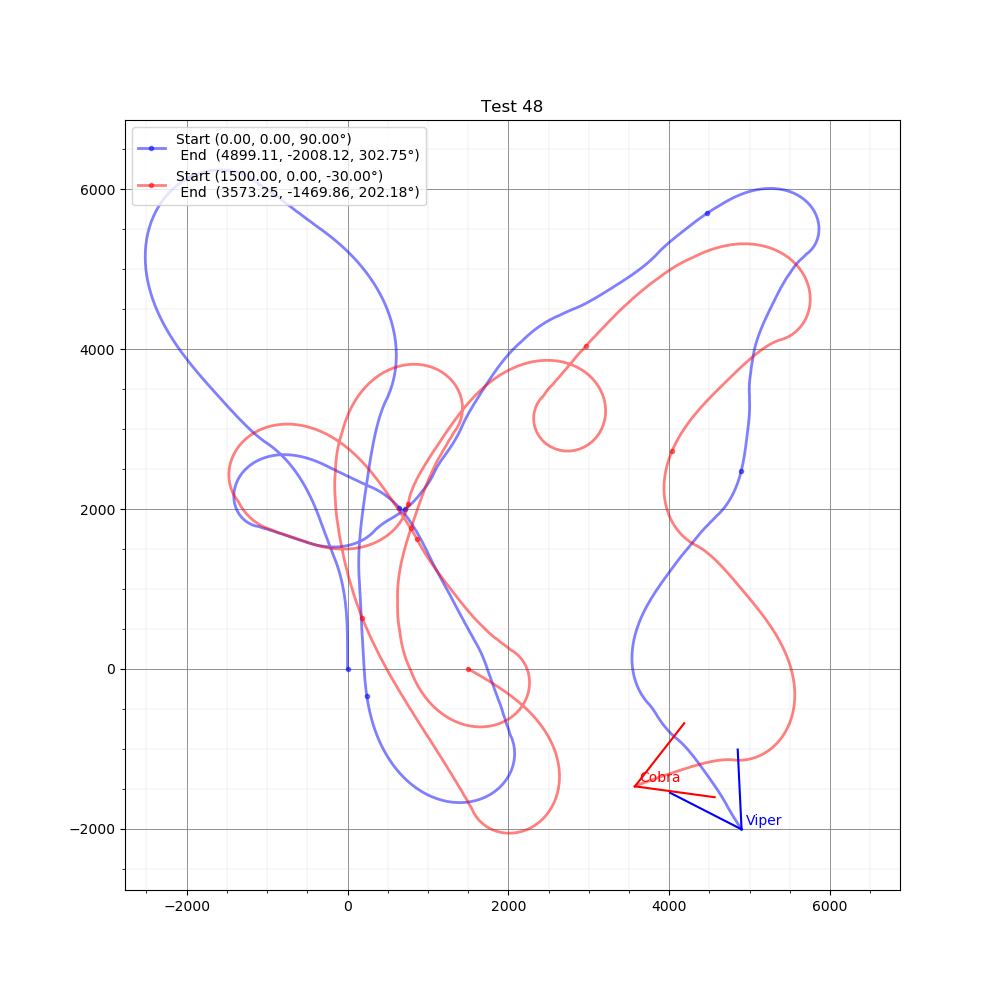 Test 48
Start (0.00, 0.00, 90.00°)
End (4899.11, -2008.12, 302.75°)
Start (1500.00, 0.00, -30.00°)
End (3573.25, -1469.86, 202.18°)
6000
4000
2000
0
−2000
Cobra
Viper
−2000
0
2000
4000
6000